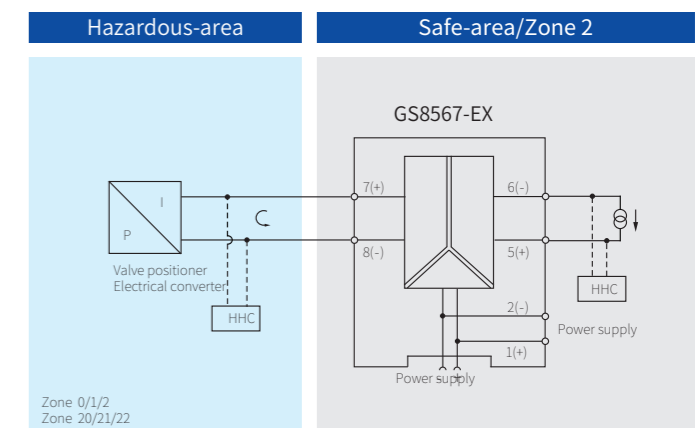 Hazardous-area
Safe-area/Zone 2
GS8567-EX
7(+)
6(-)
I
P
8(-)
5(+)
Valve positioner
Electrical converter
HHC
HHC
2(-)
Power supply
1(+)
Power supply
- +
Zone 0/1/2
Zone 20/21/22